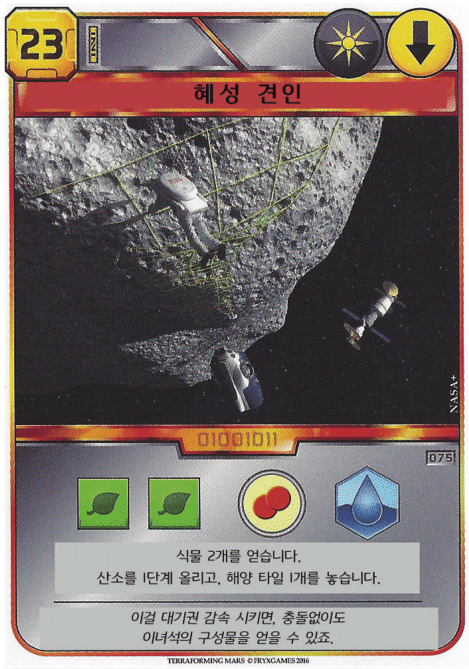 23
혜성 견인
NASA+
01001011
075
식물 2개를 얻습니다.
산소를 1단계 올리고, 해양 타일 1개를 놓습니다.
이걸 대기권 감속 시키면, 충돌없이도
이녀석의 구성물을 얻을 수 있죠.
TERRAFORMING MARS © FRYXGAMES 2016